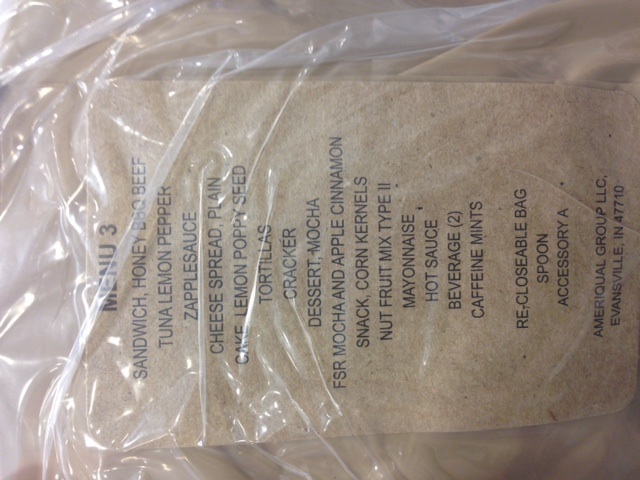 MENU 3
SANDWICH, HONEY BBQ BEEF
TUNA LEMON PEPPER
ZAPPLESAUCE
CHEESE SPREAD, PLAIN
CAKE, LEMON POPPY SEED
TORTILLAS
CRACKER
DESSERT, MOCHA
FSR MOCHA AND APPLE CINNAMON
SNACK, CORN KERNELS
NUT FRUIT MIX TYPE II
MAYONNAISE
HOT SAUCE
BEVERAGE (2)
CAFFEINE MINTS
RE-CLOSEABLE BAG
SPOON
ACCESSORY A
AMERIQUAL GROUP LLC,
EVANSVILLE, IN 47710